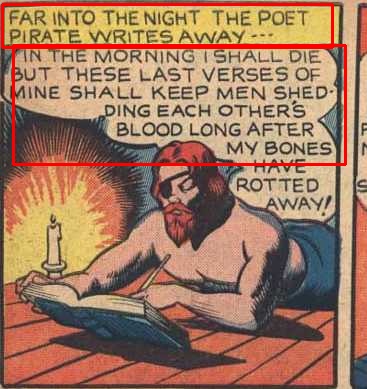 FAR INTO THE NIGHT THE POET
PIRATE WRITES AWAY---
IN THE MORNING I SHALL DIE
BUT THESE LAST VERSES OF
MINE SHALL KEEP MEN SHED-
DING EACH OTHER'S
BLOOD LONG AFTER
MY BONES
HAVE
ROTTED
AWAY!